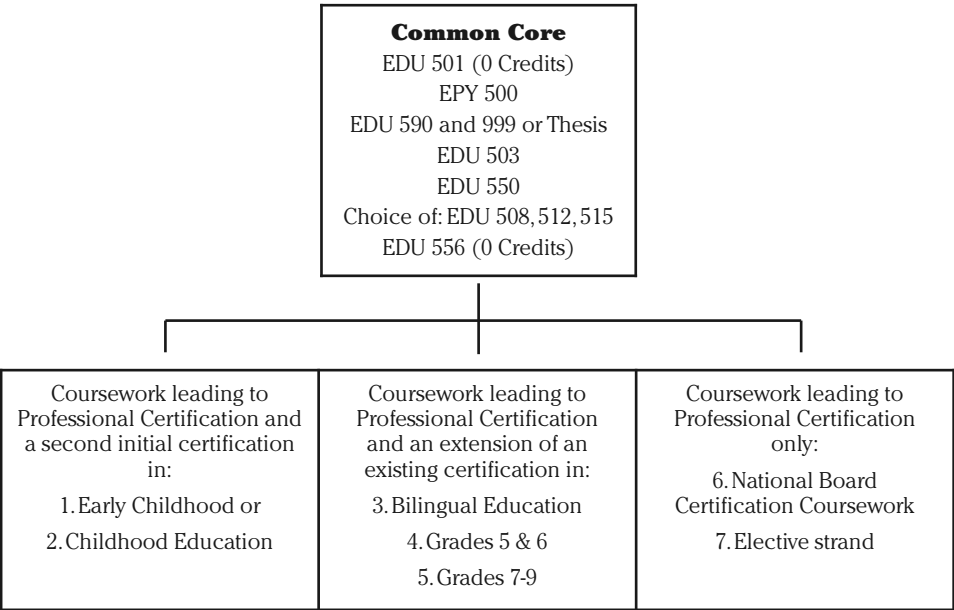 Common Core
EDU 501 (0 Credits)
EPY 500
EDU 590 and 999 or Thesis
EDU 503
EDU 550
Choice of: EDU 508, 512, 515
EDU 556 (0 Credits)
Coursework leading to
Professional Certification and
a second initial certification
in:
1. Early Childhood or
2. Childhood Education
Coursework leading to
Professional Certification
and an extension of an
existing certification in:
3. Bilingual Education
4. Grades 5 & 6
5. Grades 7-9
Coursework leading to
Professional Certification
only:
6. National Board
Certification Coursework
7. Elective strand